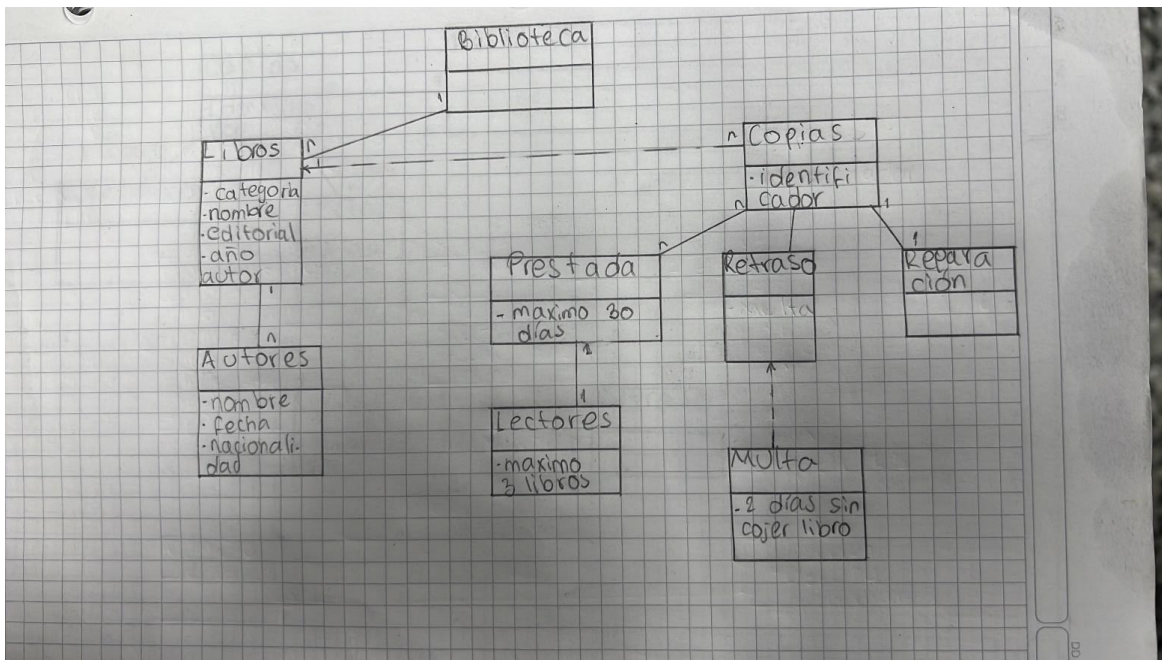 Biblioteca
1
Libros
n
1
- categoria
- nombre
- editorial
- año
autor
1
n
Autores
- nombre
- fecha
- nacionali-
dad
n
Copias
- identifi
cador
n
1
n
Prestada
- maximo 30
días
1
Lectores
- maximo
3 libros
Retraso
- Multa
1
Repara
ción
Multa
- 2 días sin
cojer libro